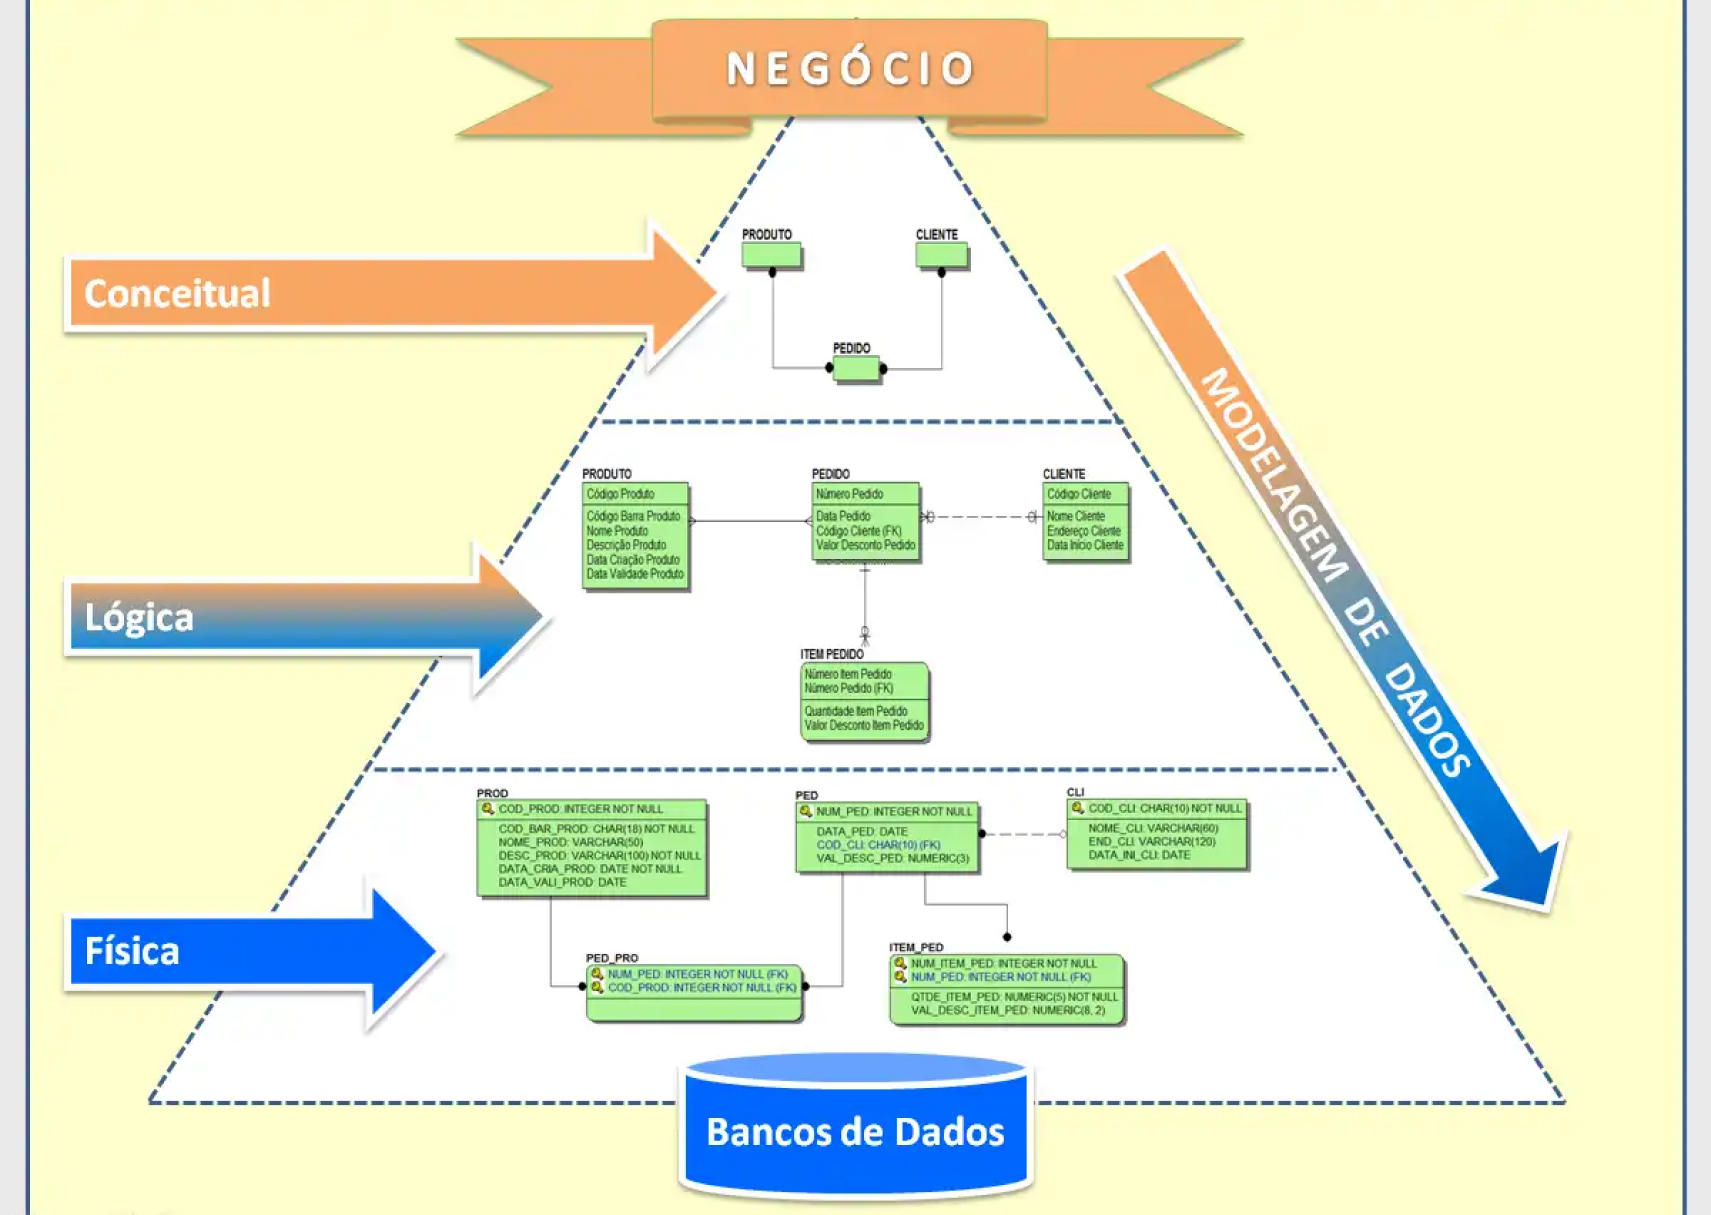 NEGÓCIO
PRODUTO
CLIENTE
Conceitual
PEDIDO
MODELAGEM DE DADOS
PRODUTO
Código Produto
Código Barra Produto
Nome Produto
Descrição Produto
Data Criação Produto
Data Validade Produto
PEDIDO
Número Pedido
Data Pedido
Código Cliente (FK)
Valor Desconto Pedido
CLIENTE
Código Cliente
Nome Cliente
Endereço Cliente
Data Início Cliente
Lógica
ITEM PEDIDO
Número Item Pedido
Número Pedido (FK)
Quantidade Item Pedido
Valor Desconto Item Pedido
PROD
COD_PROD: INTEGER NOT NULL
COD_BAR_PROD: CHAR(18) NOT NULL
NOME_PROD: VARCHAR(50)
DESC_PROD: VARCHAR(100) NOT NULL
DATA_CRIA_PROD: DATE NOT NULL
DATA_VALI_PROD: DATE
PED
NUM_PED: INTEGER NOT NULL
DATA_PED: DATE
COD_CLI: CHAR(10) (FK)
VAL_DESC_PED: NUMERIC(3)
CLI
COD_CLI: CHAR(10) NOT NULL
NOME_CLI: VARCHAR(60)
END_CLI: VARCHAR(120)
DATA_INI_CLI: DATE
Física
PED_PRO
NUM_PED: INTEGER NOT NULL (FK)
COD_PROD: INTEGER NOT NULL (FK)
ITEM_PED
NUM_ITEM_PED: INTEGER NOT NULL
NUM_PED: INTEGER NOT NULL (FK)
QTDE_ITEM_PED: NUMERIC(5) NOT NULL
VAL_DESC_ITEM_PED: NUMERIC(8, 2)
Bancos de Dados